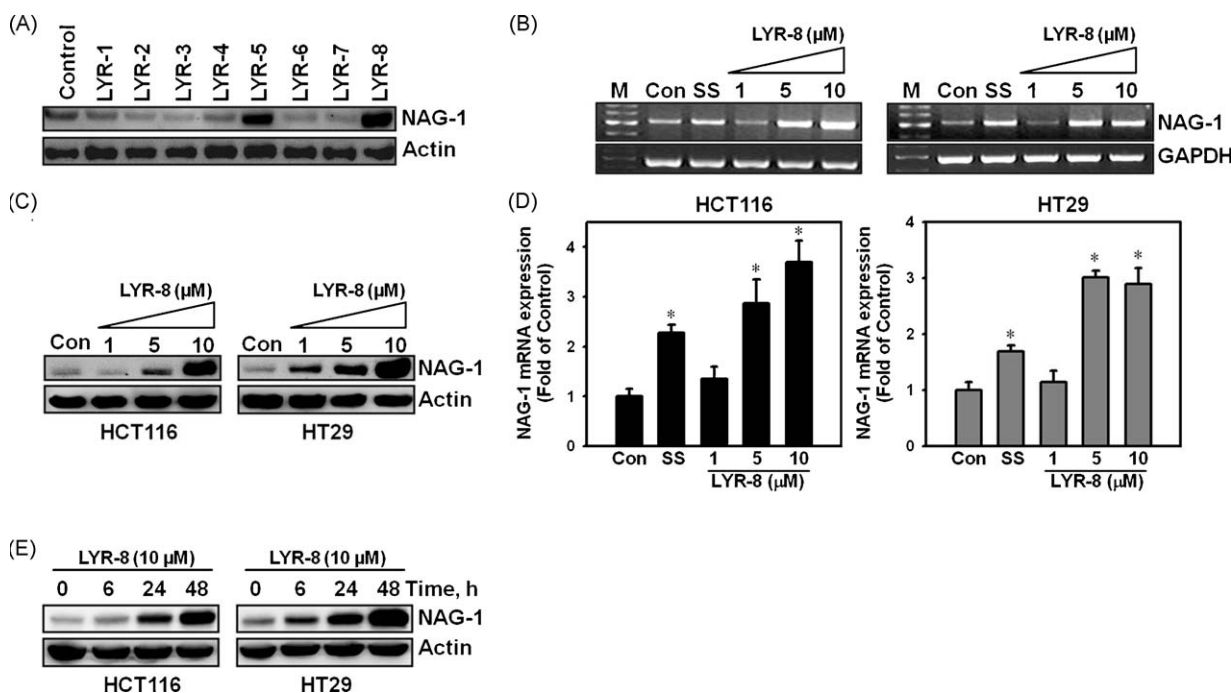 (A)
Control LYR-1 LYR-2 LYR-3 LYR-4 LYR-5 LYR-6 LYR-7 LYR-8
NAG-1
Actin
(B)
LYR-8 (µM) LYR-8 (µM)
M Con SS 1 5 10 M Con SS 1 5 10
NAG-1
GAPDH
HCT116 HT29
(C)
LYR-8 (µM) LYR-8 (µM)
Con 1 5 10 Con 1 5 10
NAG-1
Actin
HCT116 HT29
(D)
NAG-1 mRNA expression
(Fold of Control)
4
3
2
1
0
* * *
Con SS 1 5 10
LYR-8 (µM)
NAG-1 mRNA expression
(Fold of Control)
4
3
2
1
0
* * *
Con SS 1 5 10
LYR-8 (µM)
(E)
LYR-8 (10 µM) LYR-8 (10 µM)
0 6 24 48 0 6 24 48 Time, h
NAG-1
Actin
HCT116 HT29